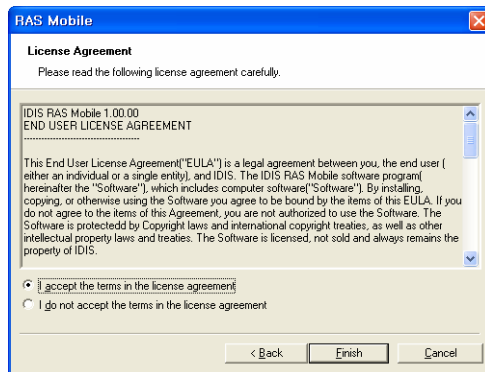 RAS Mobile
License Agreement
Please read the following license agreement carefully.
IDIS RAS Mobile 1.00.00
END USER LICENSE AGREEMENT
----------------------------------------
This End User License Agreement("EULA") is a legal agreement between you, the end user (
either an individual or a single entity), and IDIS. The IDIS RAS Mobile software program(
hereinafter the "Software"), which includes computer software("Software"). By installing,
copying, or otherwise using the Software you agree to be bound by the items of this EULA. If you
do not agree to the items of this Agreement, you are not authorized to use the Software. The
Software is protectedd by Copyright laws and international copyright treaties, as well as other
intellectual property laws and treaties. The Software is licensed, not sold and always remains the
property of IDIS.
I accept the terms in the license agreement
I do not accept the terms in the license agreement
< Back
Finish
Cancel